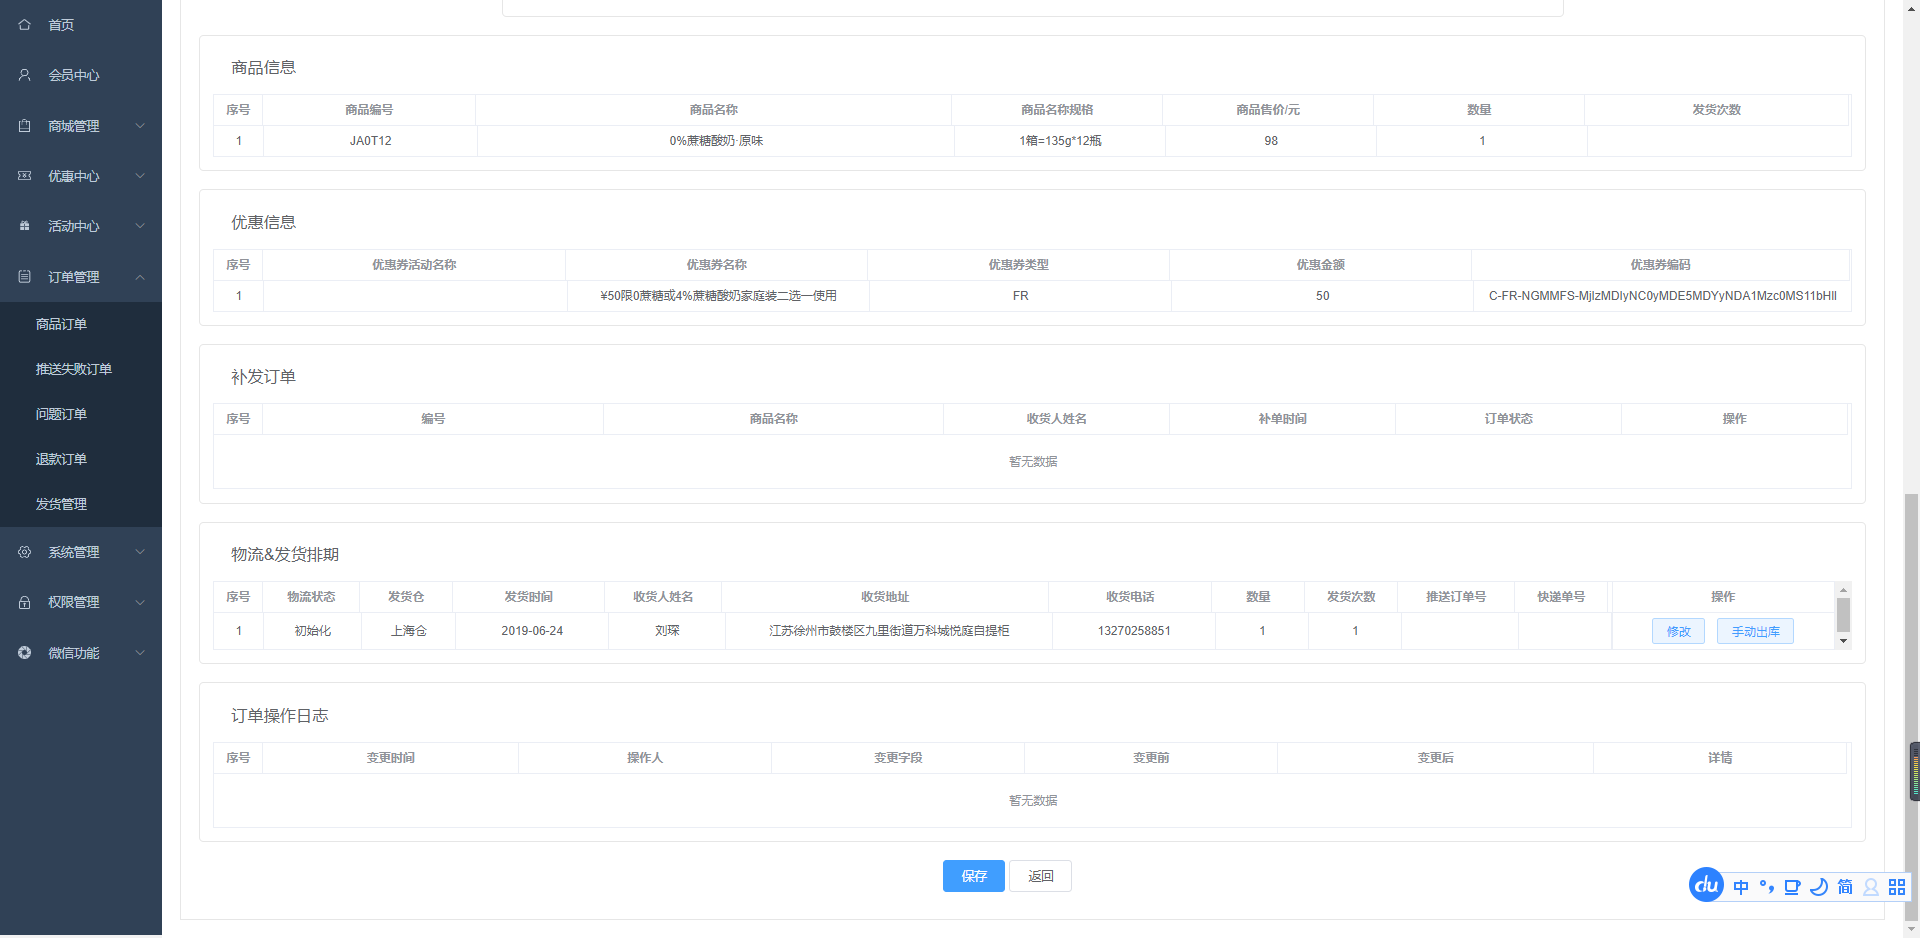 首页
会员中心
商城管理
优惠中心
活动中心
订单管理
商品订单
推送失败订单
问题订单
退款订单
发货管理
系统管理
权限管理
微信功能
商品信息
序号 商品编号 商品名称 商品名称规格 商品售价/元 数量 发货次数
1 JA0T12 0%蔗糖酸奶·原味 1箱=135g*12瓶 98 1
优惠信息
序号 优惠券活动名称 优惠券名称 优惠券类型 优惠金额 优惠券编码
1 ¥50限0蔗糖或4%蔗糖酸奶家庭装二选一使用 FR 50
补发订单
序号 编号 商品名称 收货人姓名 补单时间 订单状态 操作
暂无数据
物流&发货排期
序号 物流状态 发货仓 发货时间 收货人姓名 收货地址 收货电话 数量 发货次数 推送订单号 快递单号 操作
1 初始化 上海仓 2019-06-24 刘琛 江苏徐州市鼓楼区九里街道万科城悦庭自提柜 13270258851 1 1 修改 手动出库
订单操作日志
序号 变更时间 操作人 变更字段 变更前 变更后 详情
暂无数据
保存 返回
du 中 °, 简